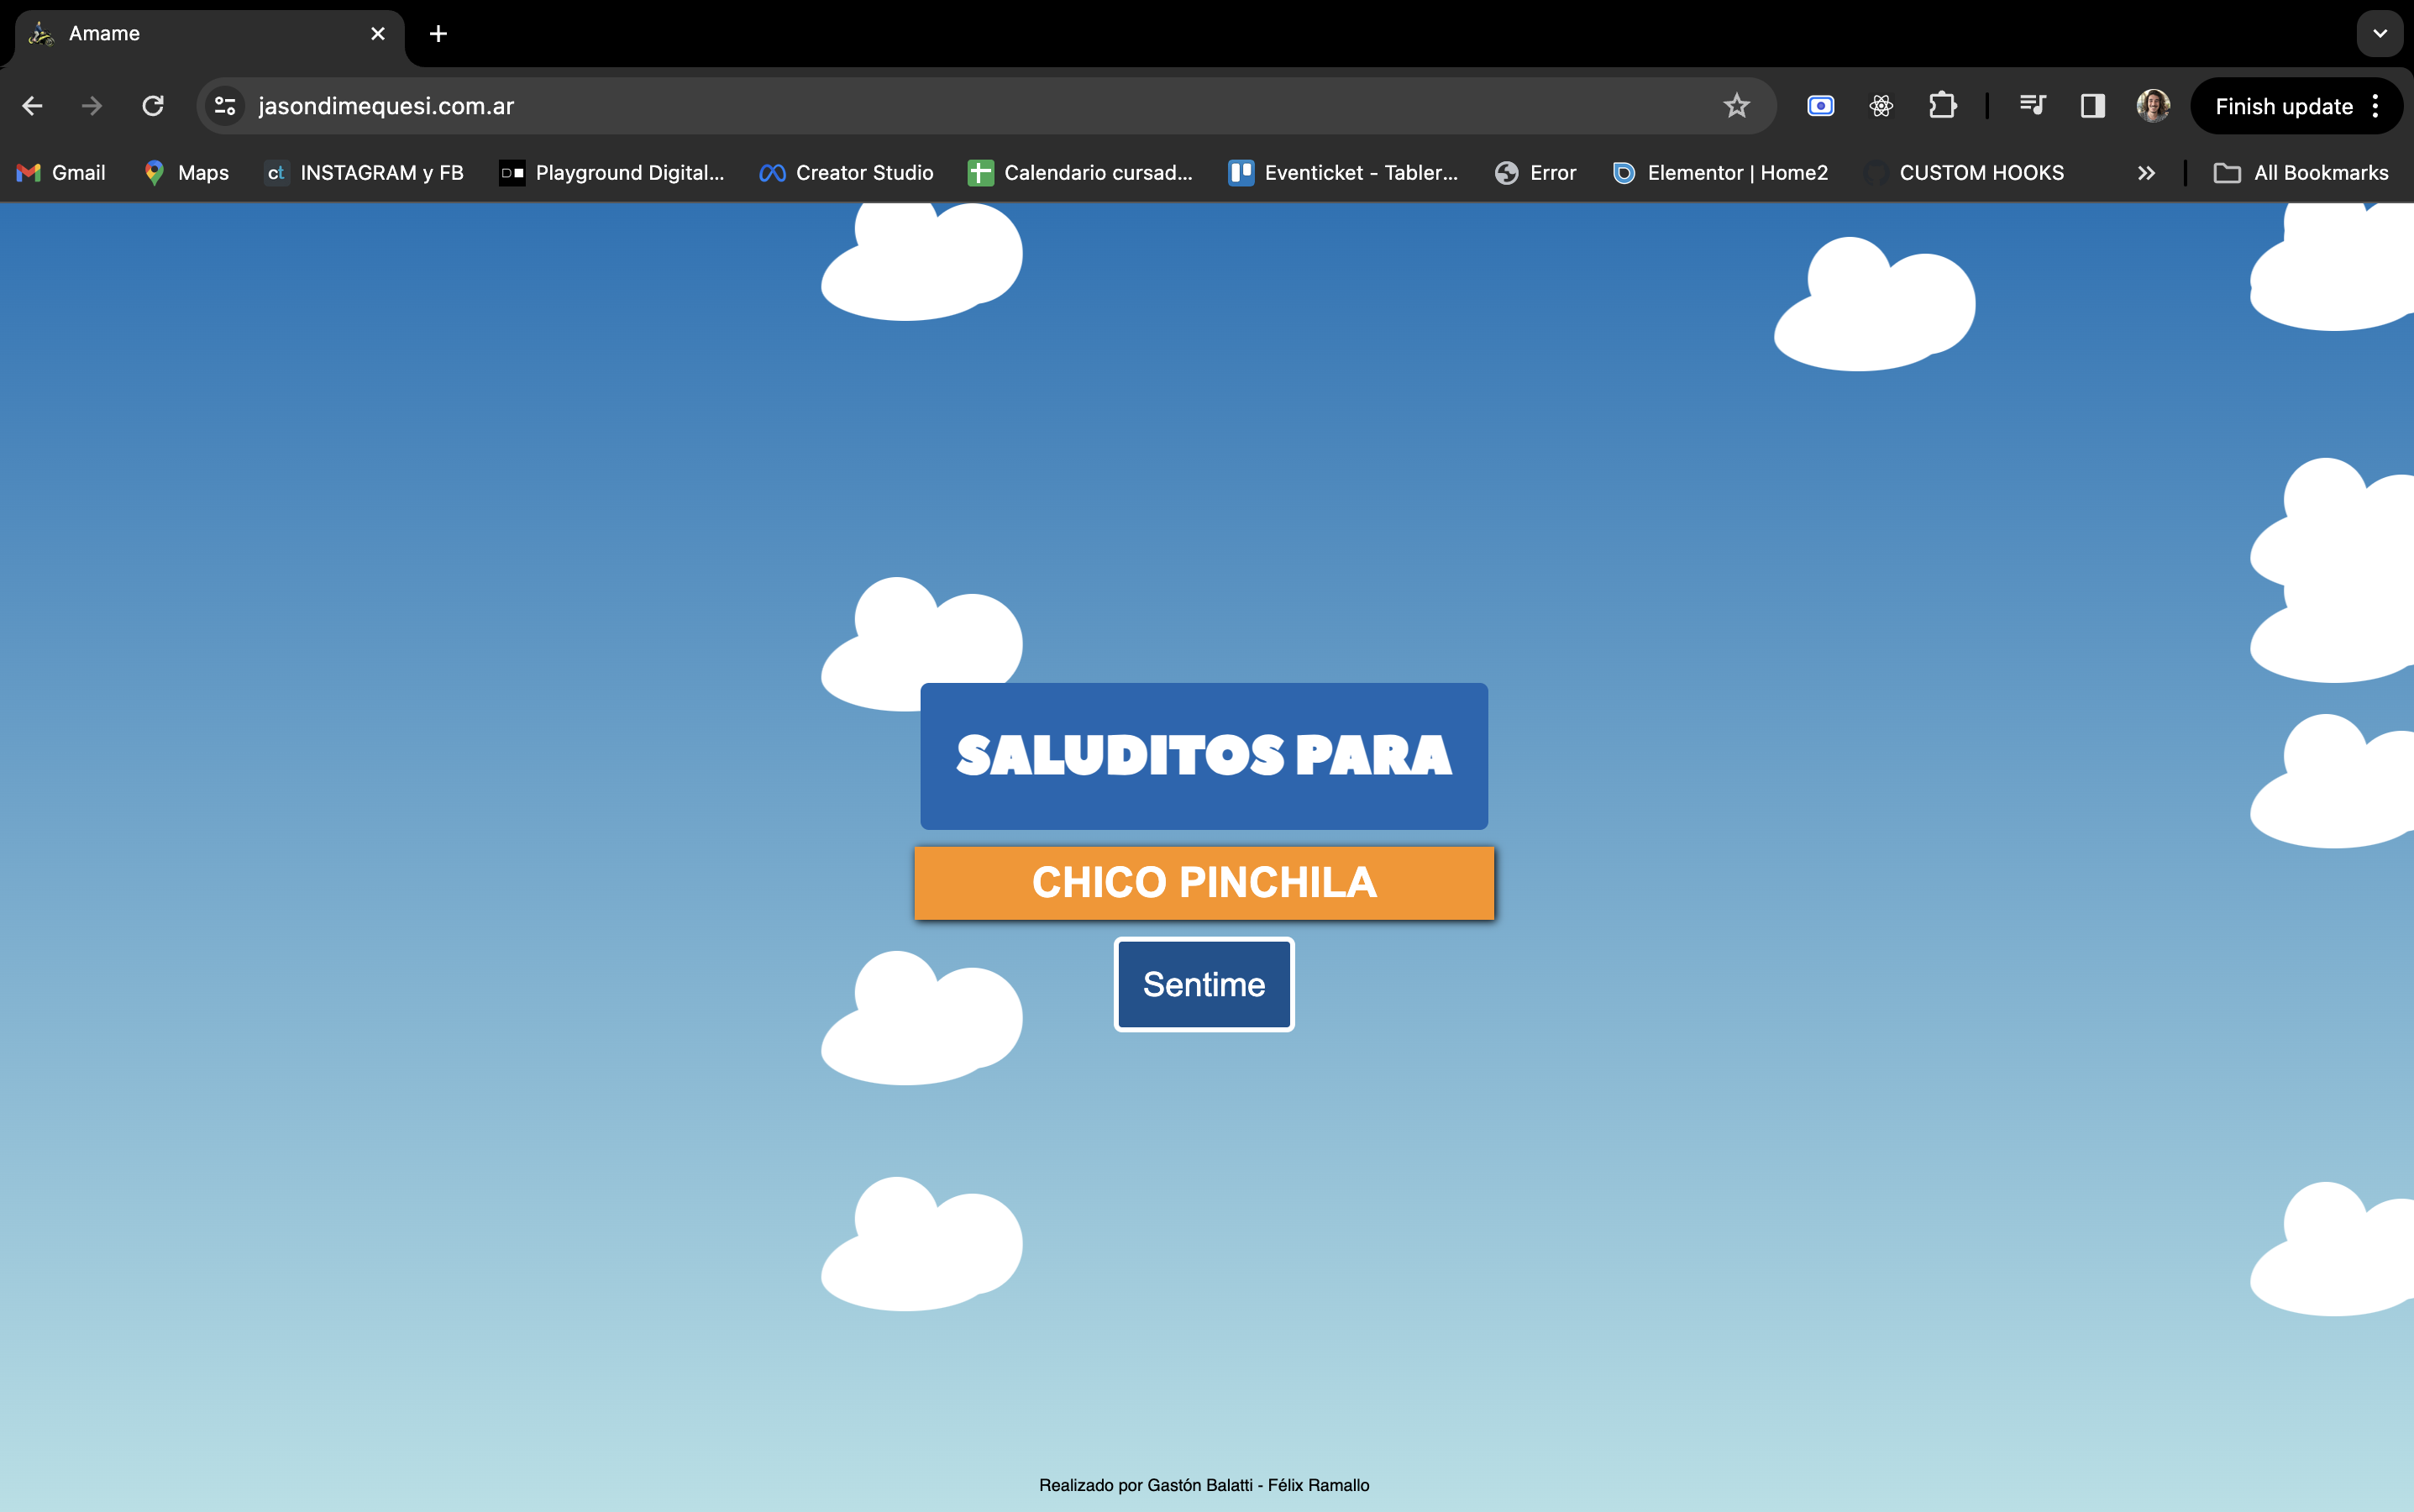 Amame
jasondimequesi.com.ar
Finish update
Gmail
Maps
ct INSTAGRAM y FB
Playground Digital...
Creator Studio
Calendario cursad...
Eventicket - Tabler...
Error
Elementor | Home2
CUSTOM HOOKS
All Bookmarks
SALUDITOS PARA
CHICO PINCHILA
Sentime
Realizado por Gastón Balatti - Félix Ramallo